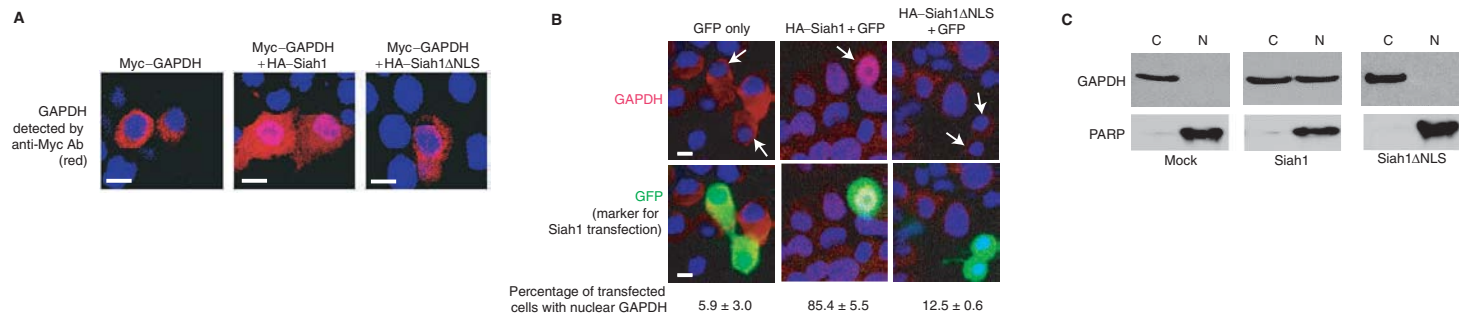 A
Myc–GAPDH
Myc–GAPDH
+HA–Siah1
Myc–GAPDH
+HA–Siah1ΔNLS
GAPDH
detected by
anti-Myc Ab
(red)
B
GFP only
HA–Siah1+GFP
HA–Siah1ΔNLS
+GFP
GAPDH
GFP
(marker for
Siah1 transfection)
Percentage of transfected
cells with nuclear GAPDH
5.9 ± 3.0
85.4 ± 5.5
12.5 ± 0.6
C
C N C N C N
GAPDH
PARP
Mock
Siah1
Siah1ΔNLS